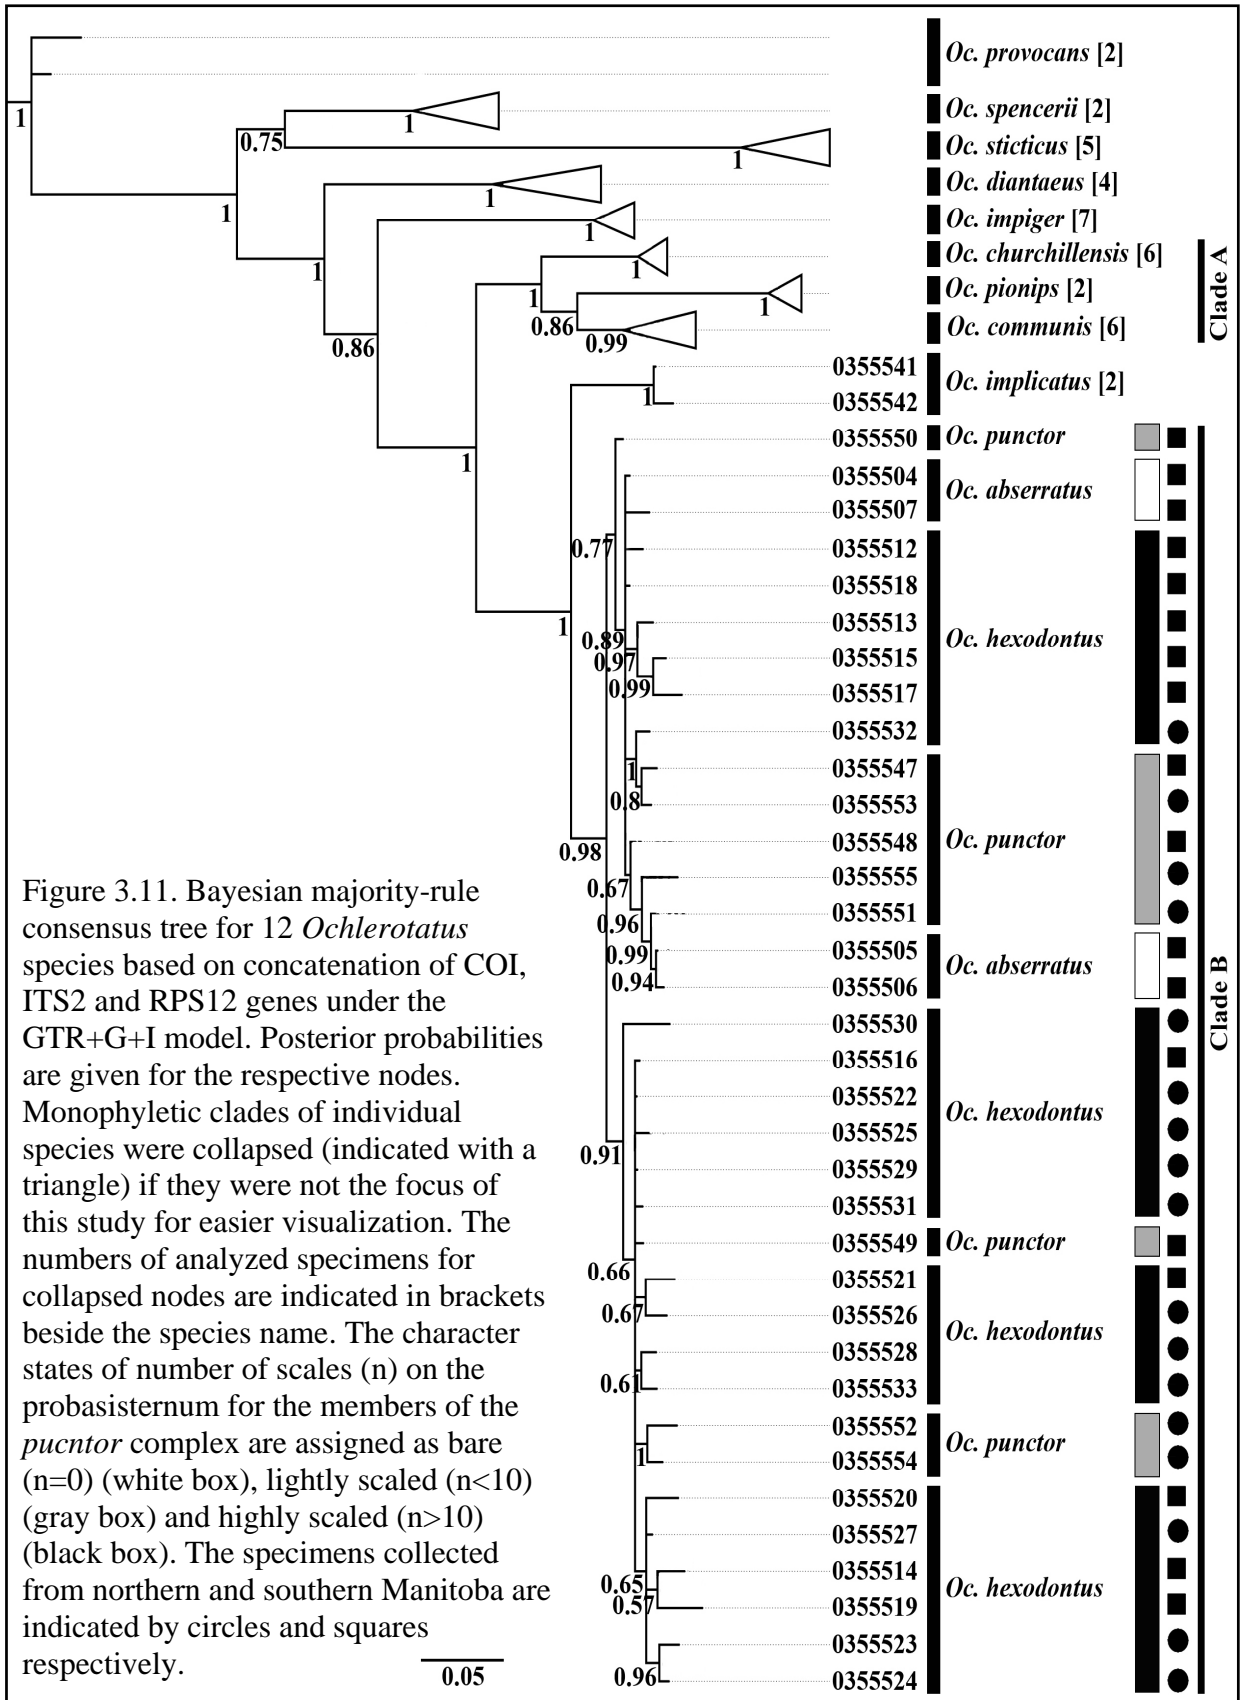 Oc. provocans [2]
1
Oc. spencerii [2]
1
0.75
Oc. sticticus [5]
1
Oc. diantaeus [4]
1
1
Oc. impiger [7]
1
Oc. churchillensis [6]
1
1
Oc. pionips [2]
1
1
0.86
Oc. communis [6]
0.99
0.86
Clade A
0355541
Oc. implicatus [2]
0355542
1
0355550 Oc. punctor
1
0355504
Oc. abserratus
0355507
0355512
0.77
0355518
0355513
Oc. hexodontus
0.89
0355515
0.97
0355517
0.99
1
0355532
0355547
1
0355553
0.8
0355548 Oc. punctor
0.98
0355555
0.67
0355551
0.96
0355505
0.99
Oc. abserratus
0355506
0.94
Clade B
0355530
0355516
0355522
Oc. hexodontus
0355525
0.91
0355529
0355531
0355549 Oc. punctor
0.66
0355521
0355526
0.67
Oc. hexodontus
0355528
0355533
0.61
0355552
Oc. punctor
0355554
1
0355520
0355527
0355514
0.65
Oc. hexodontus
0355519
0.57
0355523
0355524
0.96
Figure 3.11. Bayesian majority-rule
consensus tree for 12 Ochlerotatus
species based on concatenation of COI,
ITS2 and RPS12 genes under the
GTR+G+I model. Posterior probabilities
are given for the respective nodes.
Monophyletic clades of individual
species were collapsed (indicated with a
triangle) if they were not the focus of
this study for easier visualization. The
numbers of analyzed specimens for
collapsed nodes are indicated in brackets
beside the species name. The character
states of number of scales (n) on the
probasisternum for the members of the
pucntor complex are assigned as bare
(n=0) (white box), lightly scaled (n<10)
(gray box) and highly scaled (n>10)
(black box). The specimens collected
from northern and southern Manitoba are
indicated by circles and squares
respectively.
0.05